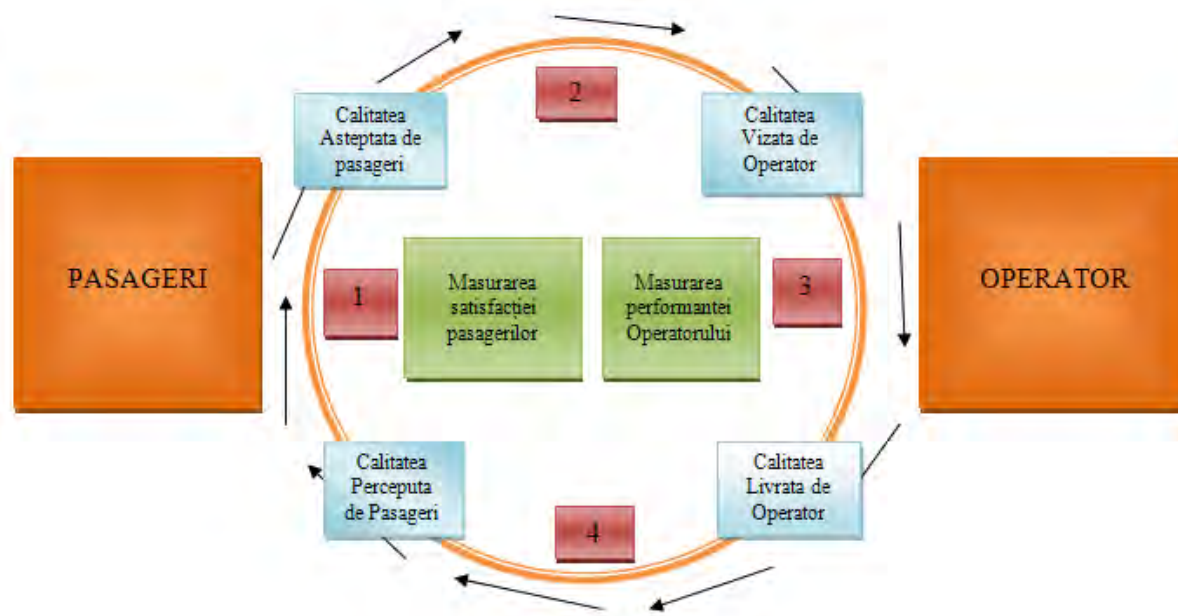 2
Calitatea
Asteptata de
pasageri
Calitatea
Vizata de
Operator
PASAGERI
1
Masurarea
satisfacției
pasagerilor
Masurarea
performantei
Operatorului
3
OPERATOR
Calitatea
Perceputa
de Pasageri
Calitatea
Livrata de
Operator
4